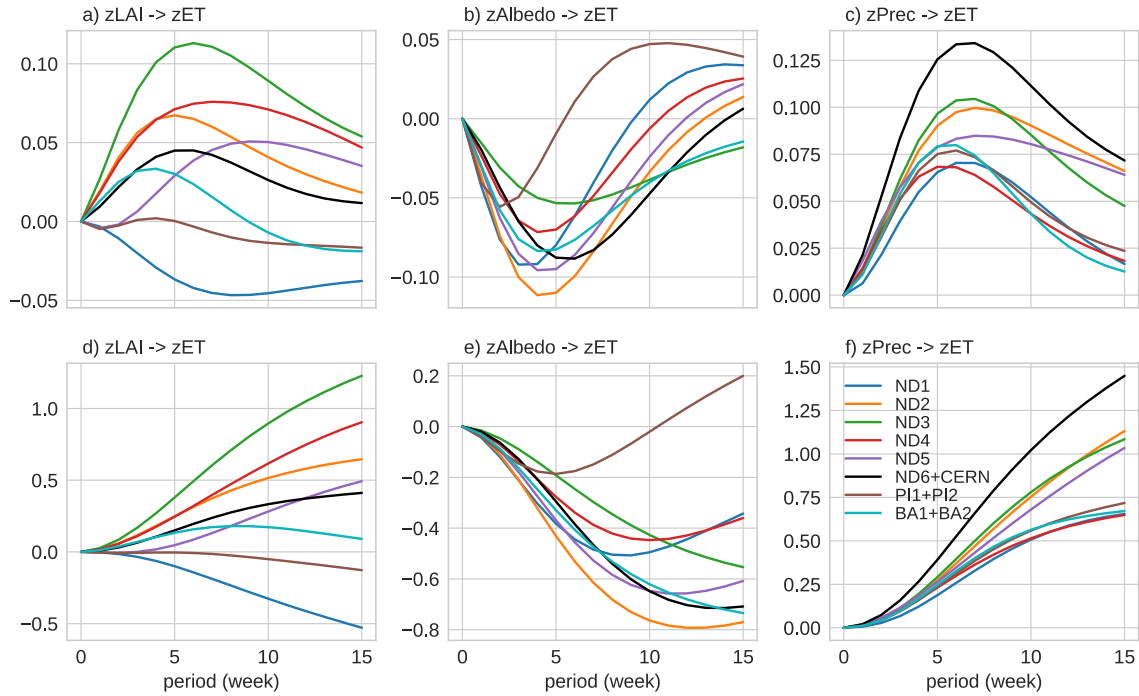 a) zLAI -> zET
b) zAlbedo -> zET
c) zPrec -> zET
0.10
0.05
0.00
−0.05
0.05
0.00
−0.05
−0.10
0.125
0.100
0.075
0.050
0.025
0.000
d) zLAI -> zET
e) zAlbedo -> zET
f) zPrec -> zET
1.0
0.5
0.0
−0.5
0 5 10 15
period (week)
0.2
0.0
−0.2
−0.4
−0.6
−0.8
0 5 10 15
period (week)
1.50
1.25
1.00
0.75
0.50
0.25
0.00
ND1
ND2
ND3
ND4
ND5
ND6+CERN
PI1+PI2
BA1+BA2
0 5 10 15
period (week)